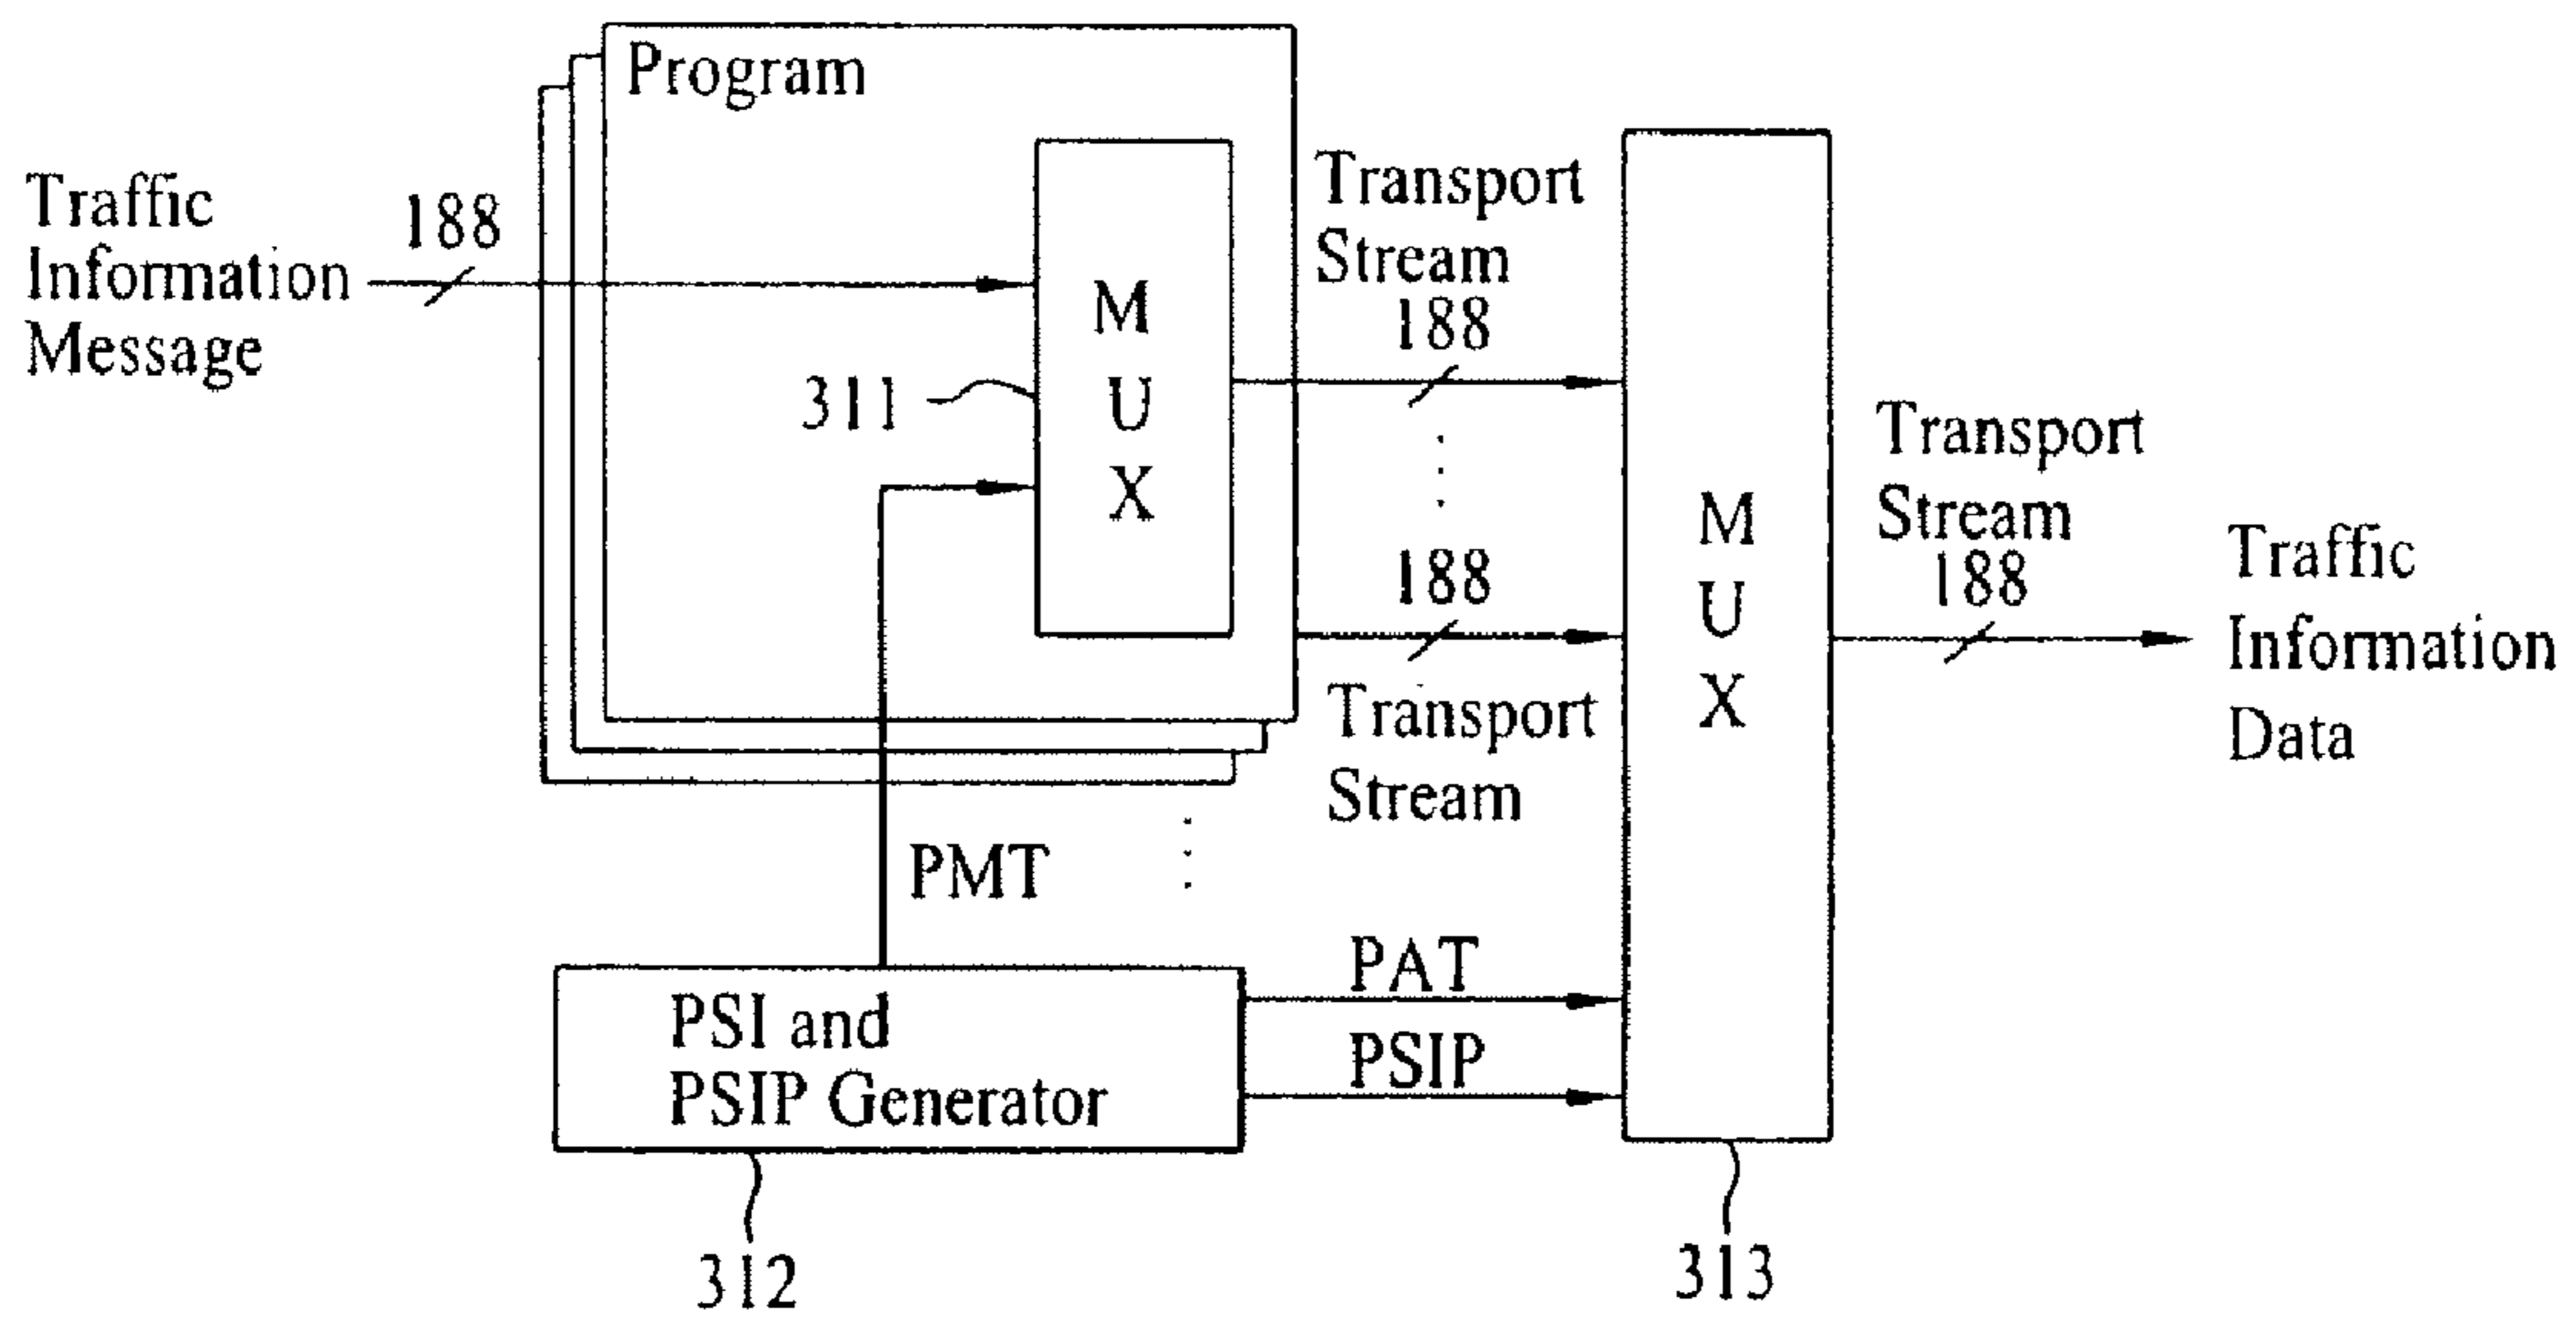 Program
Traffic
Information
Message
188
M
U
X
311
Transport
Stream
188
188
Transport
Stream
M
U
X
Transport
Stream
188
Traffic
Information
Data
PMT
PSI and
PSIP Generator
PAT
PSIP
312
313